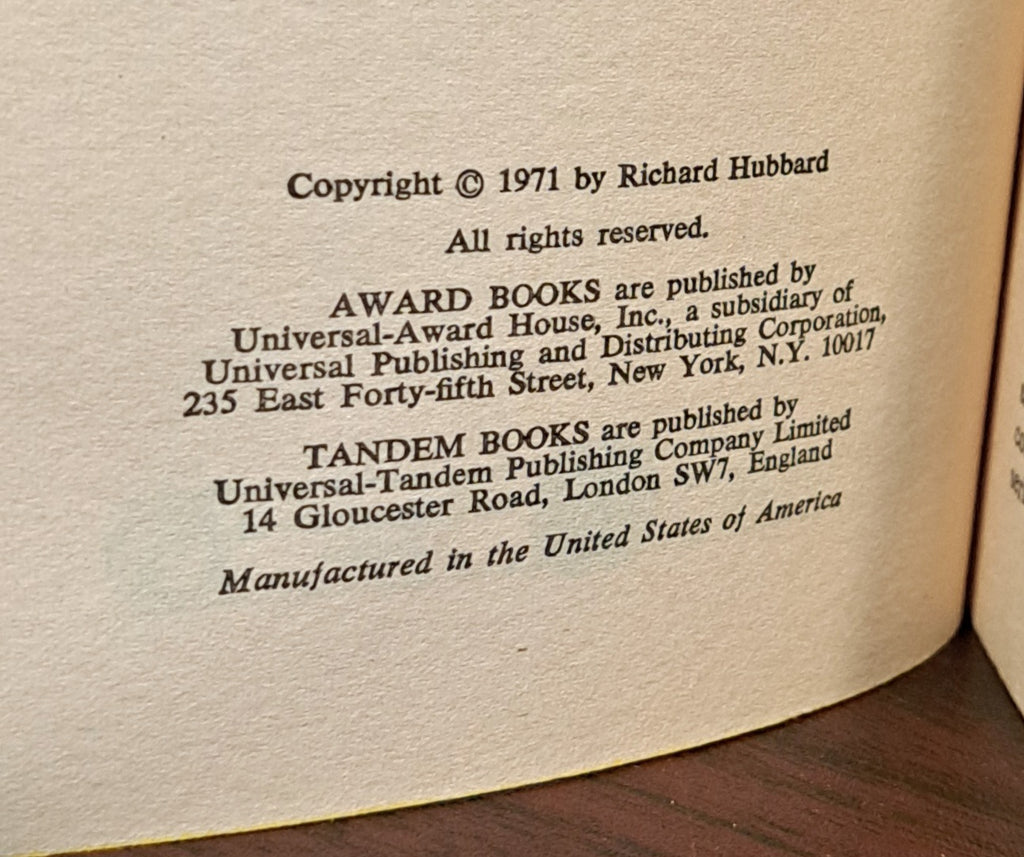 Copyright © 1971 by Richard Hubbard
All rights reserved.
AWARD BOOKS are published by
Universal-Award House, Inc., a subsidiary of
Universal Publishing and Distributing Corporation,
235 East Forty-fifth Street, New York, N.Y. 10017
TANDEM BOOKS are published by
Universal-Tandem Publishing Company Limited
14 Gloucester Road, London SW7, England
Manufactured in the United States of America